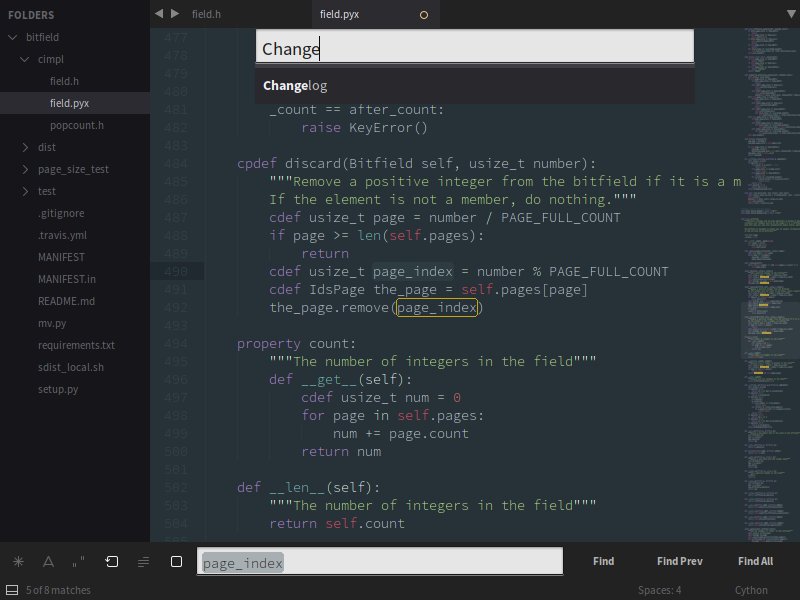 FOLDERS
bitfield
cimpl
field.h
field.pyx
popcount.h
dist
page_size_test
test
.gitignore
.travis.yml
MANIFEST
MANIFEST.in
README.md
mv.py
requirements.txt
sdist_local.sh
setup.py
field.h
field.pyx
Change
Changelog
477
478
479
480
481 _count == after_count:
482 raise KeyError()
483
484 cpdef discard(Bitfield self, usize_t number):
485 """Remove a positive integer from the bitfield if it is a m
486 If the element is not a member, do nothing."""
487 cdef usize_t page = number / PAGE_FULL_COUNT
488 if page >= len(self.pages):
489 return
490 cdef usize_t page_index = number % PAGE_FULL_COUNT
491 cdef IdsPage the_page = self.pages[page]
492 the_page.remove(page_index)
493
494 property count:
495 """The number of integers in the field"""
496 def __get__(self):
497 cdef usize_t num = 0
498 for page in self.pages:
499 num += page.count
500 return num
501
502 def __len__(self):
503 """The number of integers in the field"""
504 return self.count
page_index
Find
Find Prev
Find All
5 of 8 matches
Spaces: 4
Cython